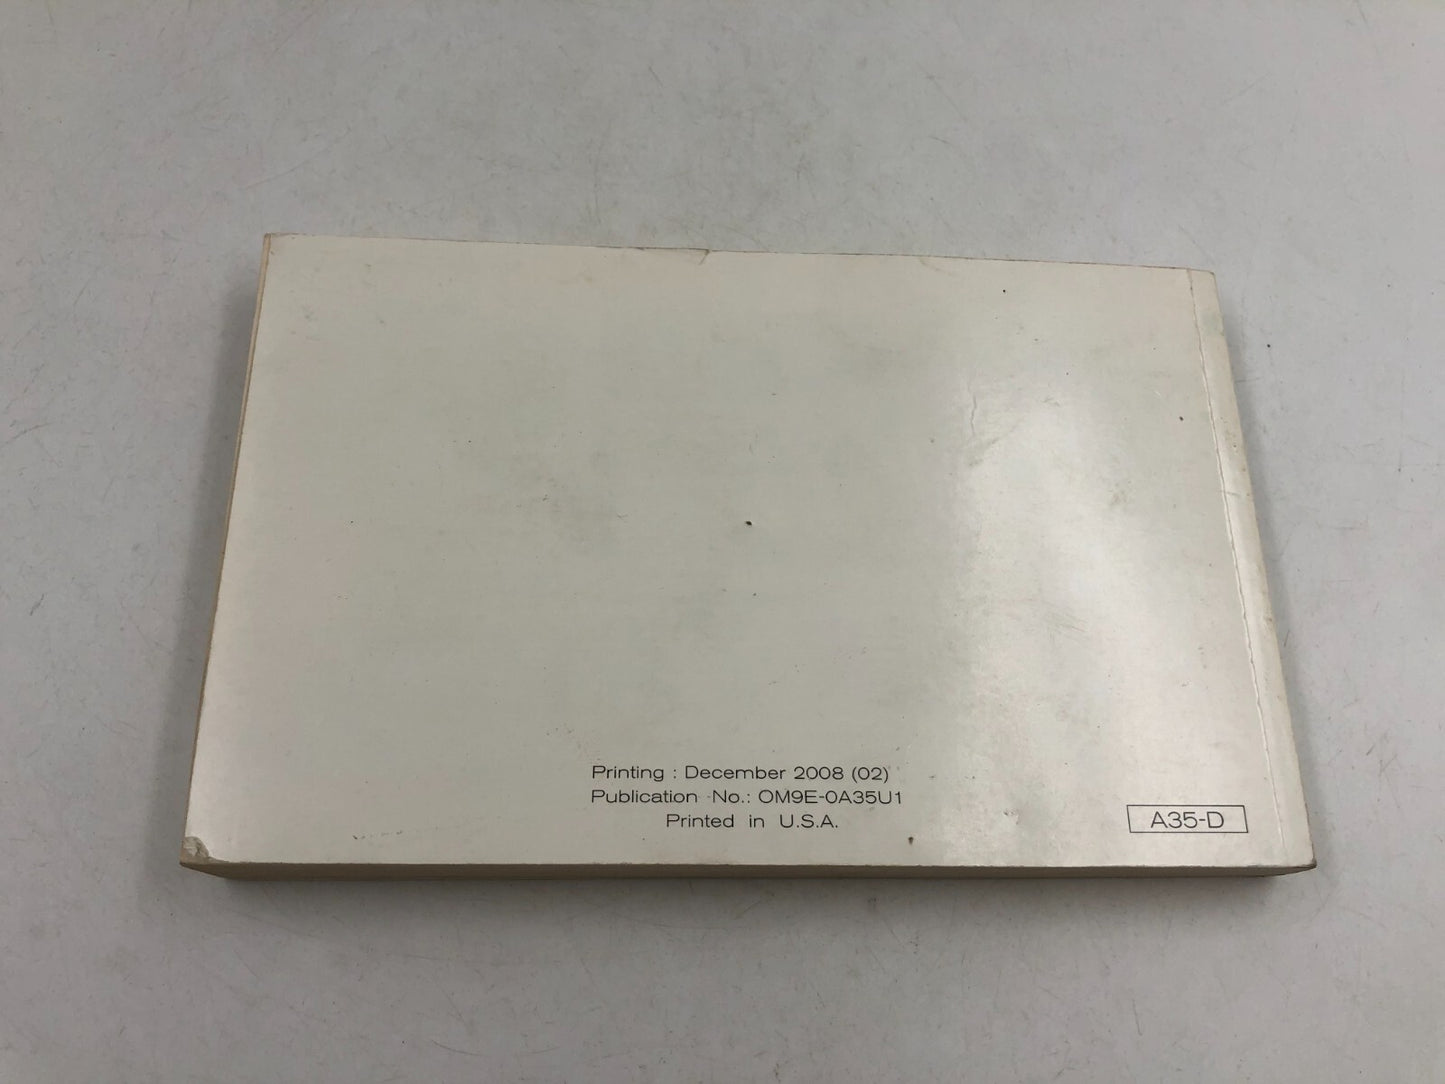 Printing : December 2008 (02)
Publication No.: OM9E-0A35U1
Printed in U.S.A.
A35-D